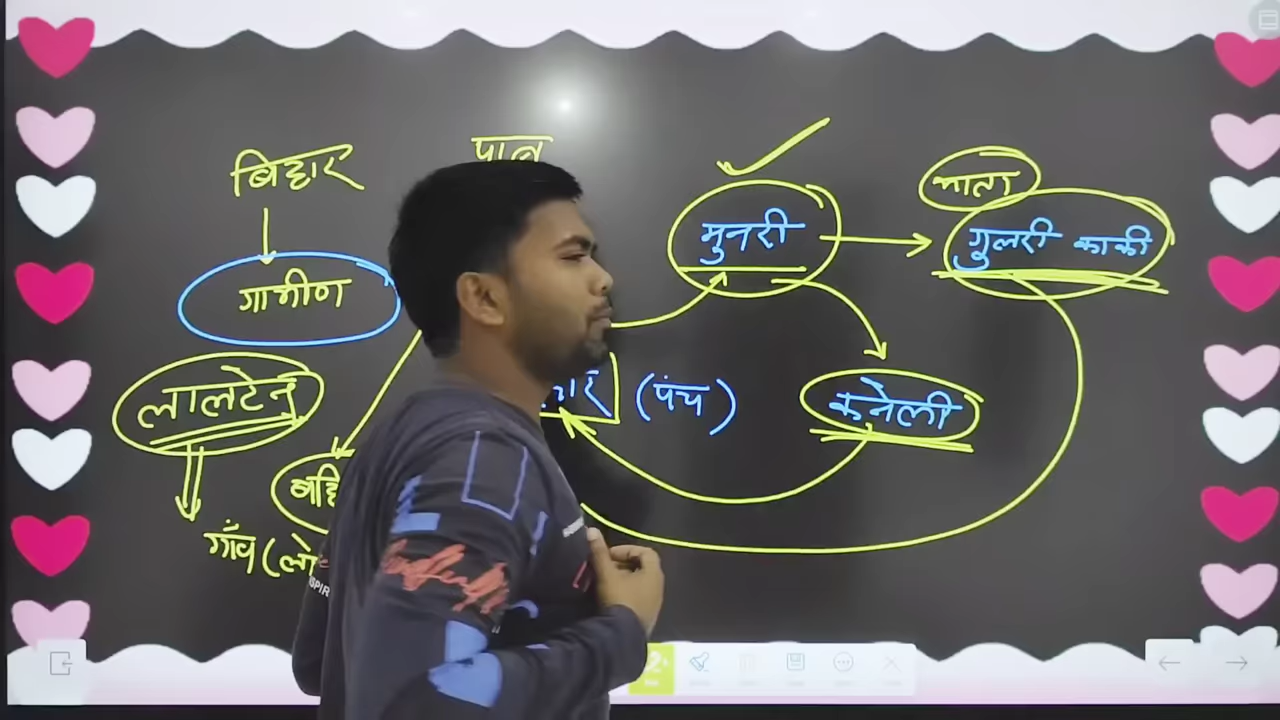 बिहार
ग्रामीण
लालटेन
गाँव (लो
मुनरी
माता
गुलरी काकी
(पंच)
कनेली